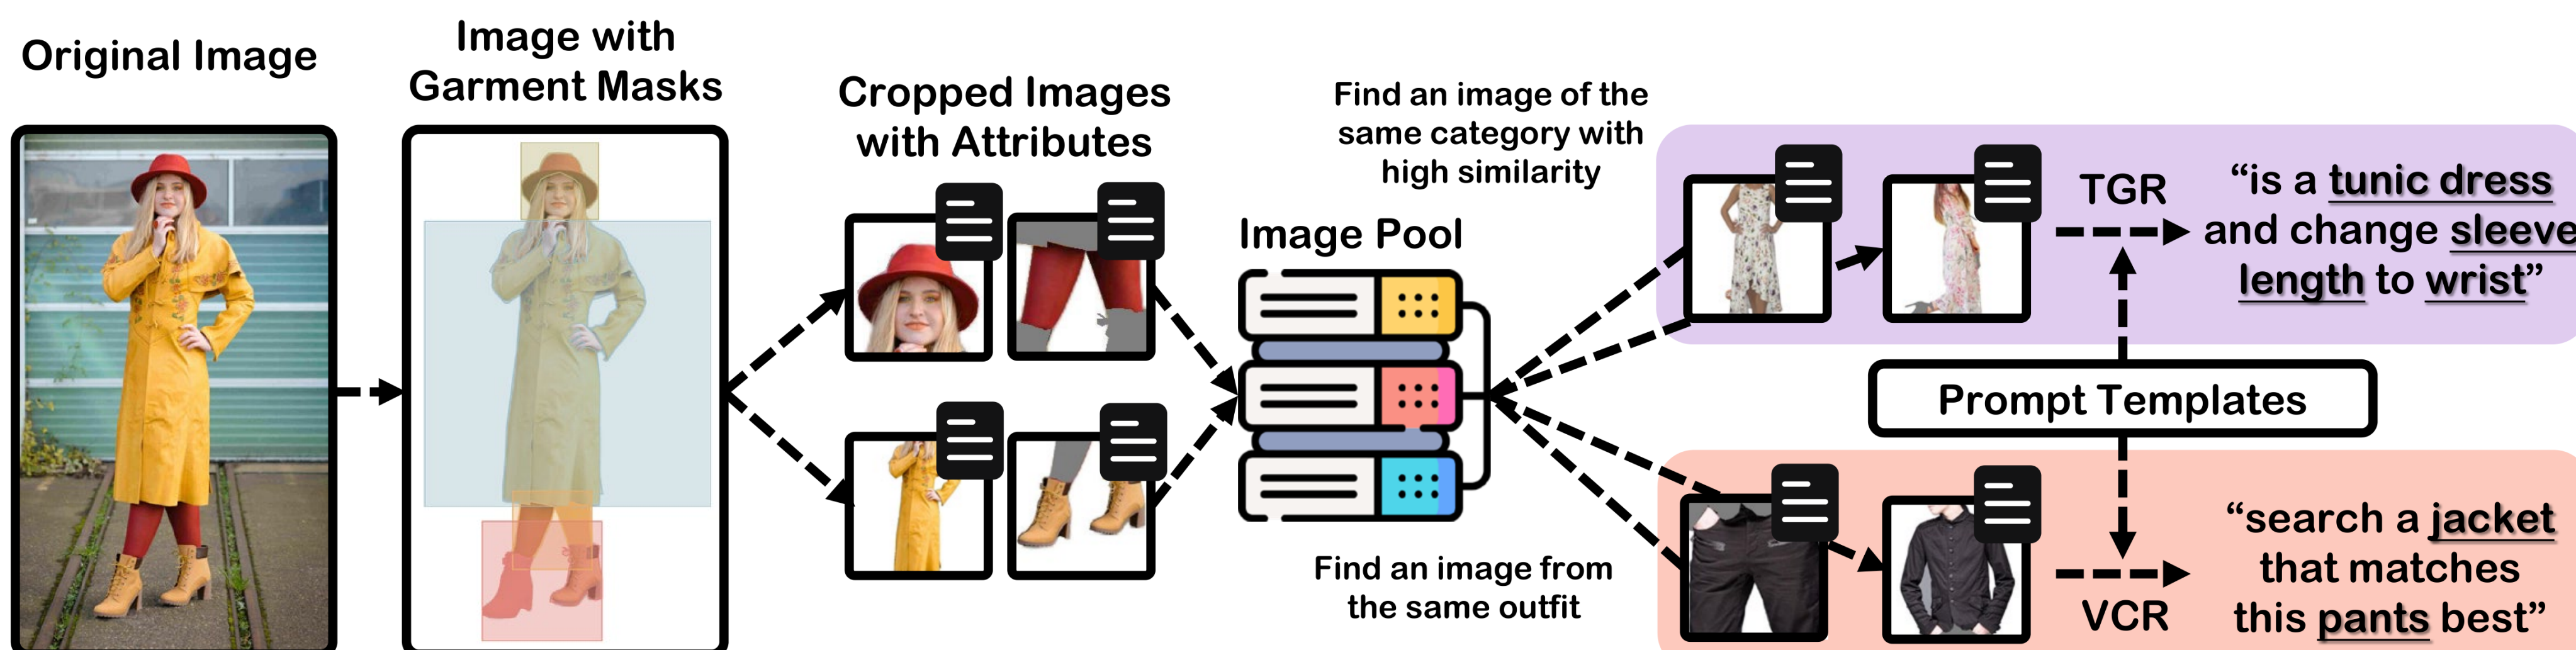 Original Image
Image with
Garment Masks
Cropped Images
with Attributes
Find an image of the
same category with
high similarity
Image Pool
Find an image from
the same outfit
TGR
“is a tunic dress
and change sleeve
length to wrist”
Prompt Templates
VCR
“search a jacket
that matches
this pants best”